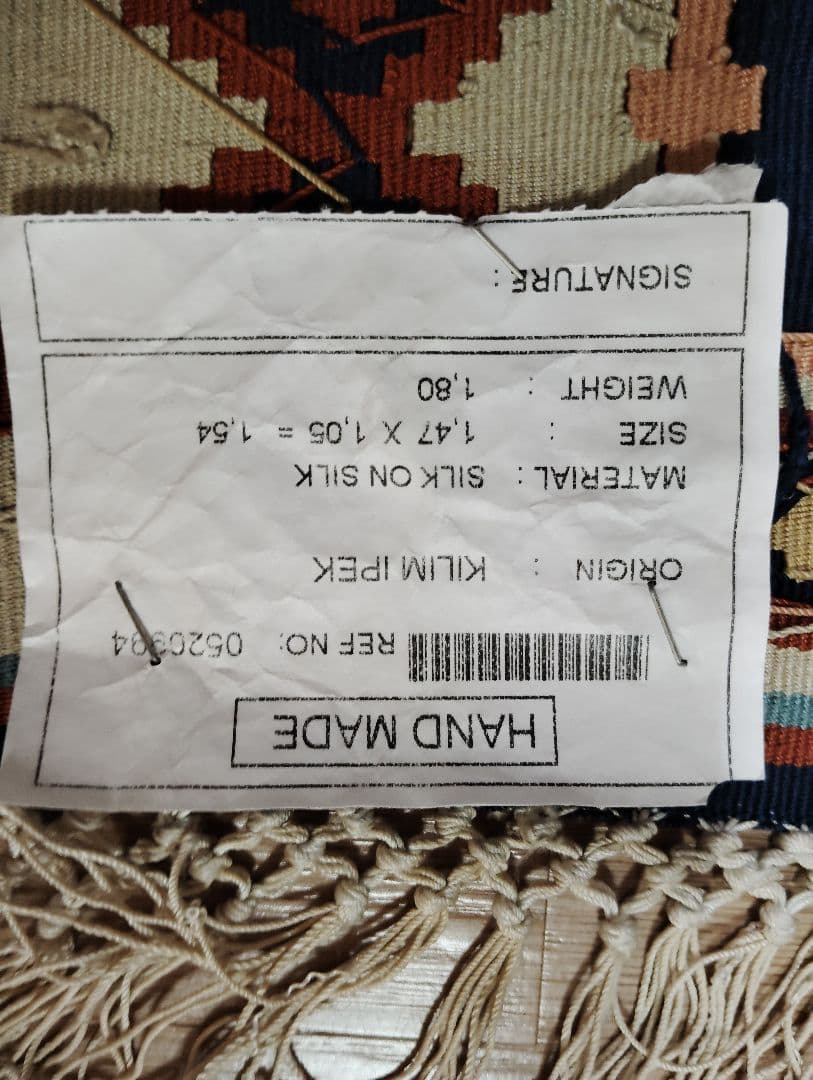 HAND MADE
REF NO: 0520994
ORIGIN : KILIM IPEK
MATERIAL : SILK ON SILK
SIZE : 1,47 X 1,05 = 1,54
WEIGHT : 1,80
SIGNATURE :